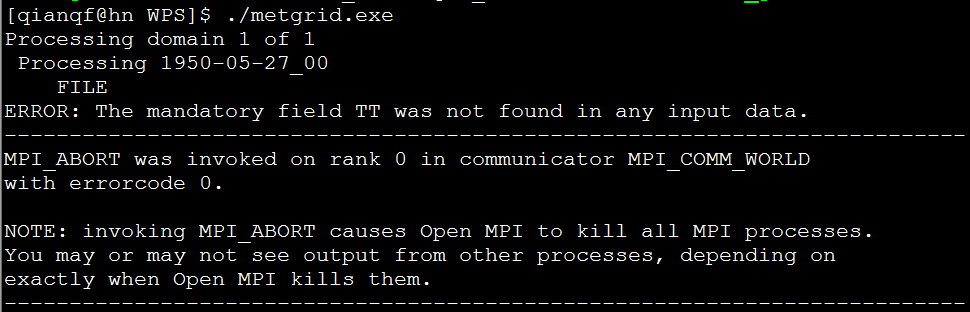 [qianqf@hn WPS]$ ./metgrid.exe
Processing domain 1 of 1
 Processing 1950-05-27_00
    FILE
ERROR: The mandatory field TT was not found in any input data.
--------------------------------------------------------------------------
MPI_ABORT was invoked on rank 0 in communicator MPI_COMM_WORLD
with errorcode 0.

NOTE: invoking MPI_ABORT causes Open MPI to kill all MPI processes.
You may or may not see output from other processes, depending on
exactly when Open MPI kills them.
--------------------------------------------------------------------------